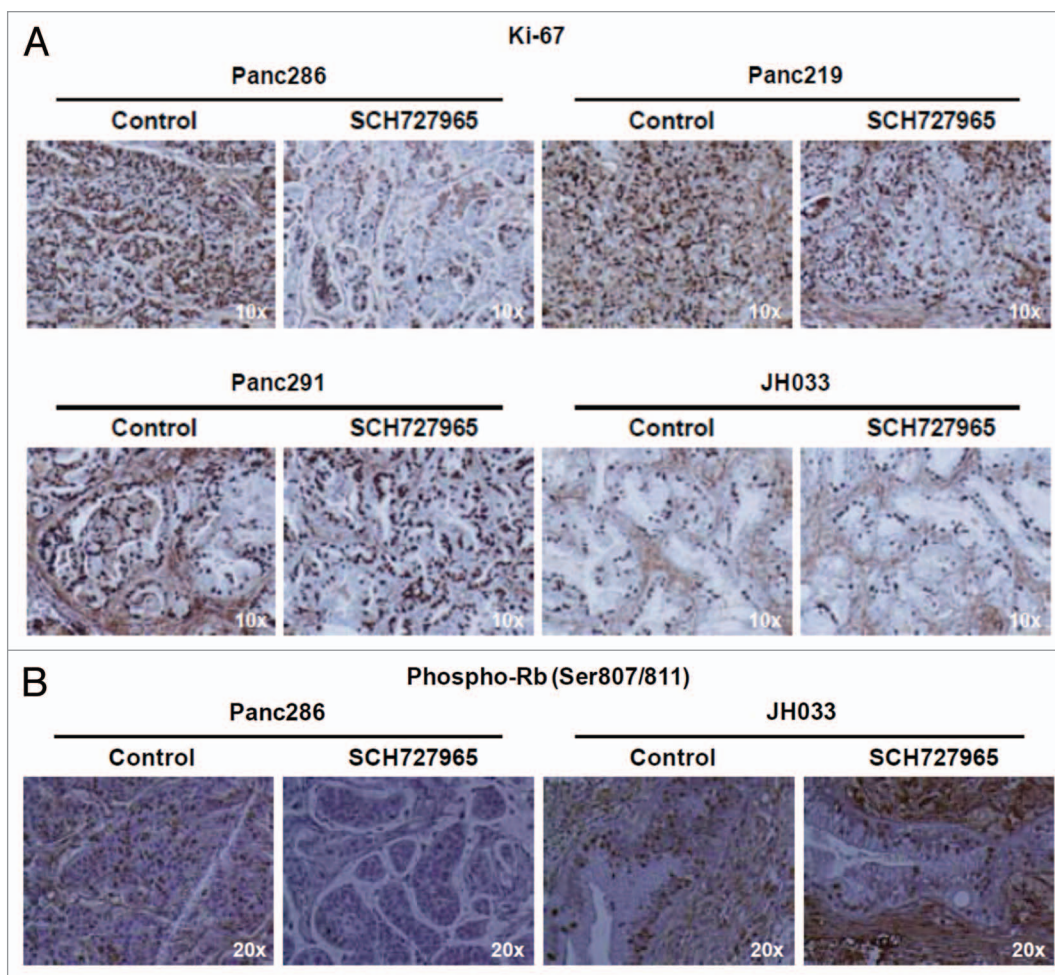 A
Ki-67
Panc286 Panc219
Control SCH727965 Control SCH727965
10x 10x 10x 10x
Panc291 JH033
Control SCH727965 Control SCH727965
10x 10x 10x 10x
B
Phospho-Rb (Ser807/811)
Panc286 JH033
Control SCH727965 Control SCH727965
20x 20x 20x 20x